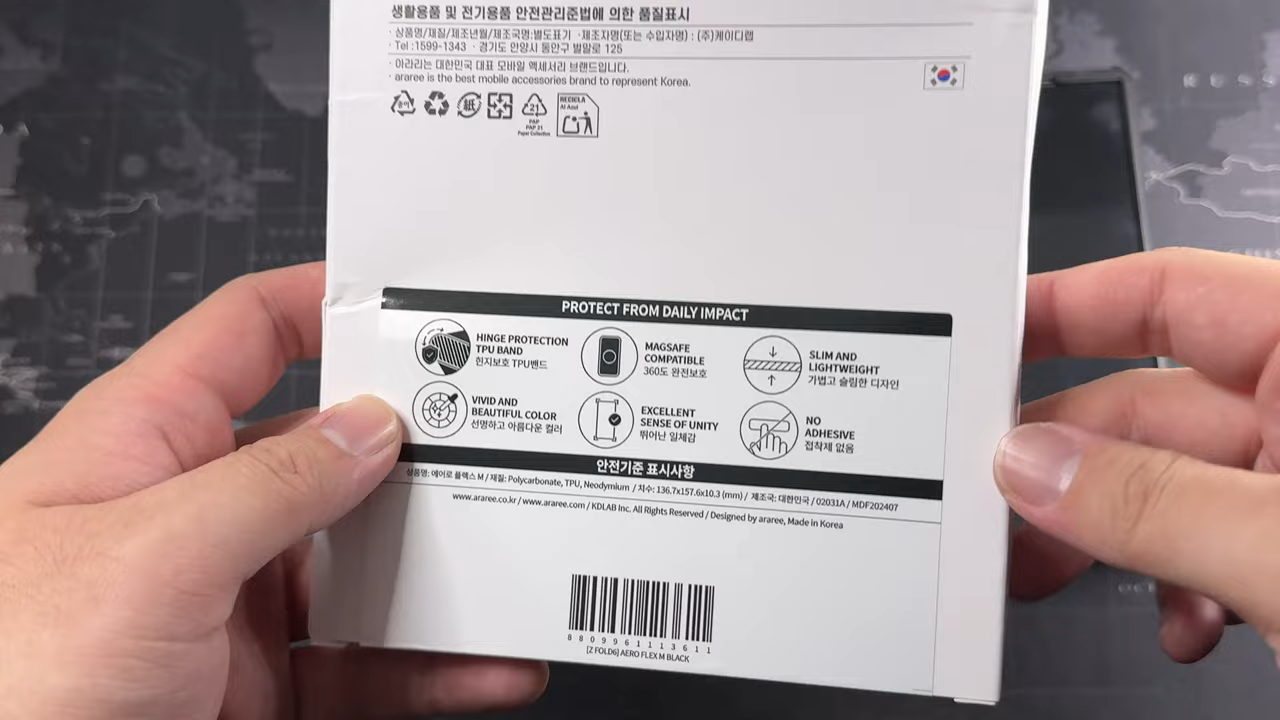 생활용품 및 전기용품 안전관리준법에 의한 품질표시
· 상품명/재질/제조년월/제조국명:별도표기 ·제조자명(또는 수입자명) : (주)케이디랩
· Tel :1599-1343 · 경기도 안양시 동안구 벌말로 125
· 아라리는 대한민국 대표 모바일 액세서리 브랜드입니다.
· araree is the best mobile accessories brand to represent Korea.
종이
紙
21
PAP
PAP 21
Paper Collection
RECICLA
Al Azul
PROTECT FROM DAILY IMPACT
HINGE PROTECTION
TPU BAND
힌지보호 TPU밴드
MAGSAFE
COMPATIBLE
360도 완전보호
SLIM AND
LIGHTWEIGHT
가볍고 슬림한 디자인
VIVID AND
BEAUTIFUL COLOR
선명하고 아름다운 컬러
EXCELLENT
SENSE OF UNITY
뛰어난 일체감
NO
ADHESIVE
접착제 없음
안전기준 표시사항
상품명: 에어로 플렉스 M / 재질: Polycarbonate, TPU, Neodymium / 치수: 136.7x157.6x10.3 (mm) / 제조국: 대한민국 / 02031A / MDF202407
www.araree.co.kr / www.araree.com / KDLAB Inc. All Rights Reserved / Designed by araree, Made in Korea
8809961113611
[Z FOLD6] AERO FLEX M BLACK